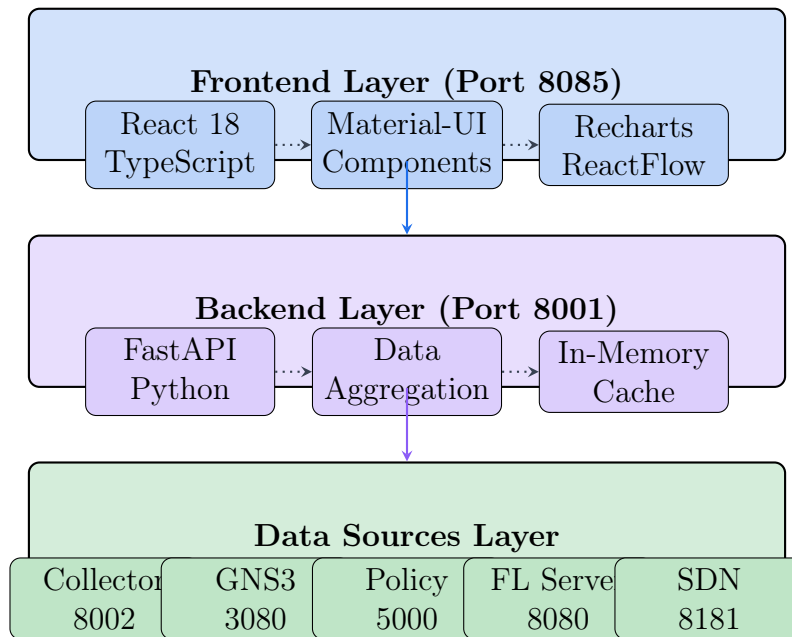 Frontend Layer (Port 8085)
React 18
TypeScript
Material-UI
Components
Recharts
ReactFlow
Backend Layer (Port 8001)
FastAPI
Python
Data
Aggregation
In-Memory
Cache
Data Sources Layer
Collector
8002
GNS3
3080
Policy
5000
FL Serve
8080
SDN
8181